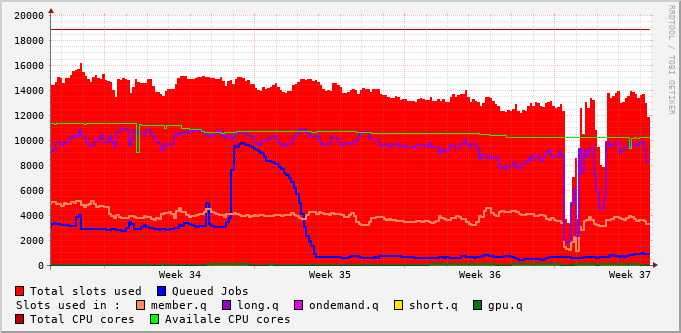 20000
18000
16000
14000
12000
10000
8000
6000
4000
2000
0
Week 34 Week 35 Week 36 Week 37
RRDTOOL / TOBI OETIKER
Total slots used Queued Jobs
Slots used in : member.q long.q ondemand.q short.q gpu.q
Total CPU cores Availale CPU cores